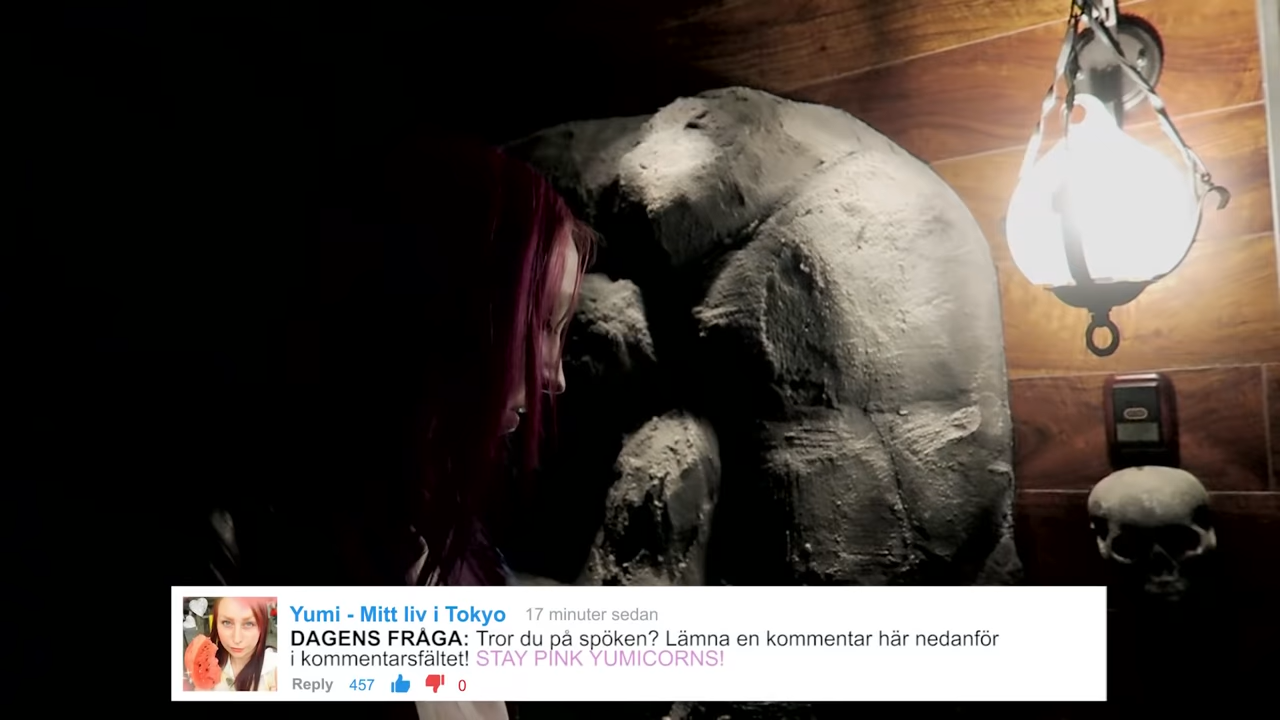 Yumi - Mitt liv i Tokyo 17 minuter sedan
DAGENS FRÅGA: Tror du på spöken? Lämna en kommentar här nedanför
i kommentarsfältet! STAY PINK YUMICORNS!
Reply 457 0